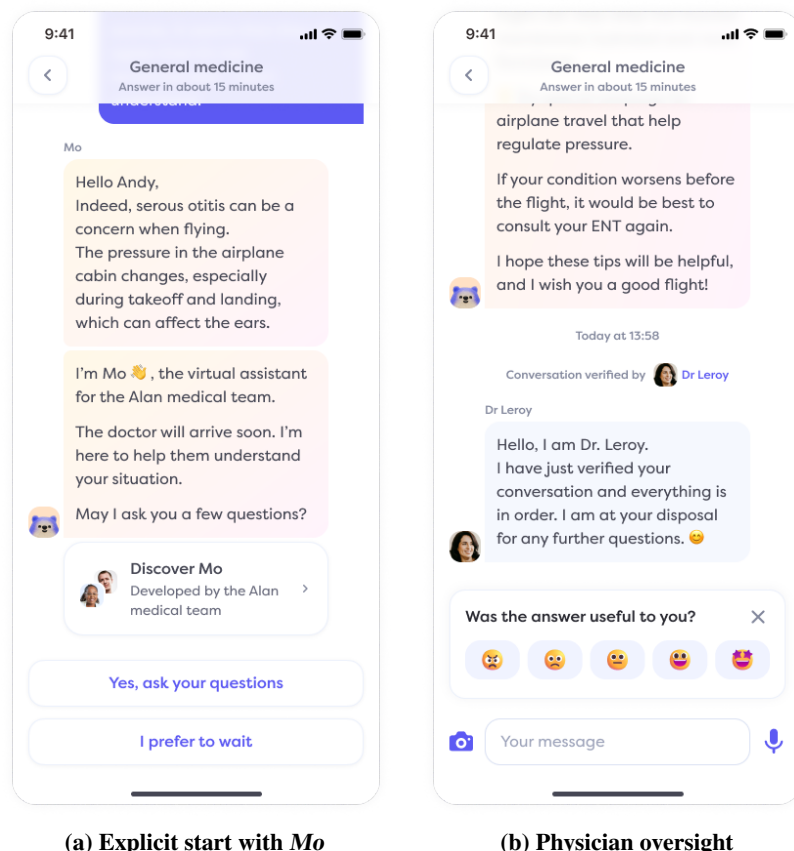 9:41
General medicine
Answer in about 15 minutes
understand.
Mo
Hello Andy,
Indeed, serous otitis can be a
concern when flying.
The pressure in the airplane
cabin changes, especially
during takeoff and landing,
which can affect the ears.
I'm Mo 👋 , the virtual assistant
for the Alan medical team.
The doctor will arrive soon. I'm
here to help them understand
your situation.
May I ask you a few questions?
Discover Mo
Developed by the Alan
medical team
Yes, ask your questions
I prefer to wait
(a) Explicit start with Mo
9:41
General medicine
Answer in about 15 minutes
airplane travel that help
regulate pressure.
If your condition worsens before
the flight, it would be best to
consult your ENT again.
I hope these tips will be helpful,
and I wish you a good flight!
Today at 13:58
Conversation verified by Dr Leroy
Dr Leroy
Hello, I am Dr. Leroy.
I have just verified your
conversation and everything is
in order. I am at your disposal
for any further questions. 😊
Was the answer useful to you?
Your message
(b) Physician oversight